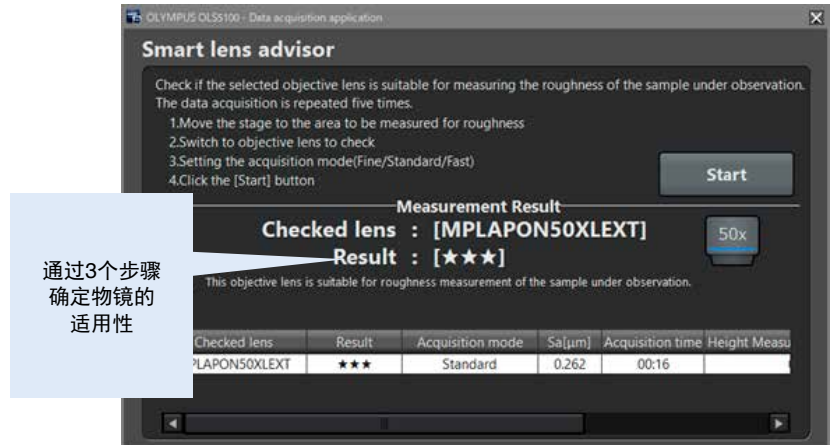 OLYMPUS OLS5100 - Data acquisition application
Smart lens advisor
Check if the selected objective lens is suitable for measuring the roughness of the sample under observation.
The data acquisition is repeated five times.
1.Move the stage to the area to be measured for roughness
2.Switch to objective lens to check
3.Setting the acquisition mode(Fine/Standard/Fast)
4.Click the [Start] button
Start
Measurement Result
Checked lens : [MPLAPON50XLEXT]
50x
Result : [★★★]
This objective lens is suitable for roughness measurement of the sample under observation.
通过3个步骤
确定物镜的
适用性
Checked lens Result Acquisition mode Sa[μm] Acquisition time Height Measu
PLAPON50XLEXT ★★★ Standard 0.262 00:16